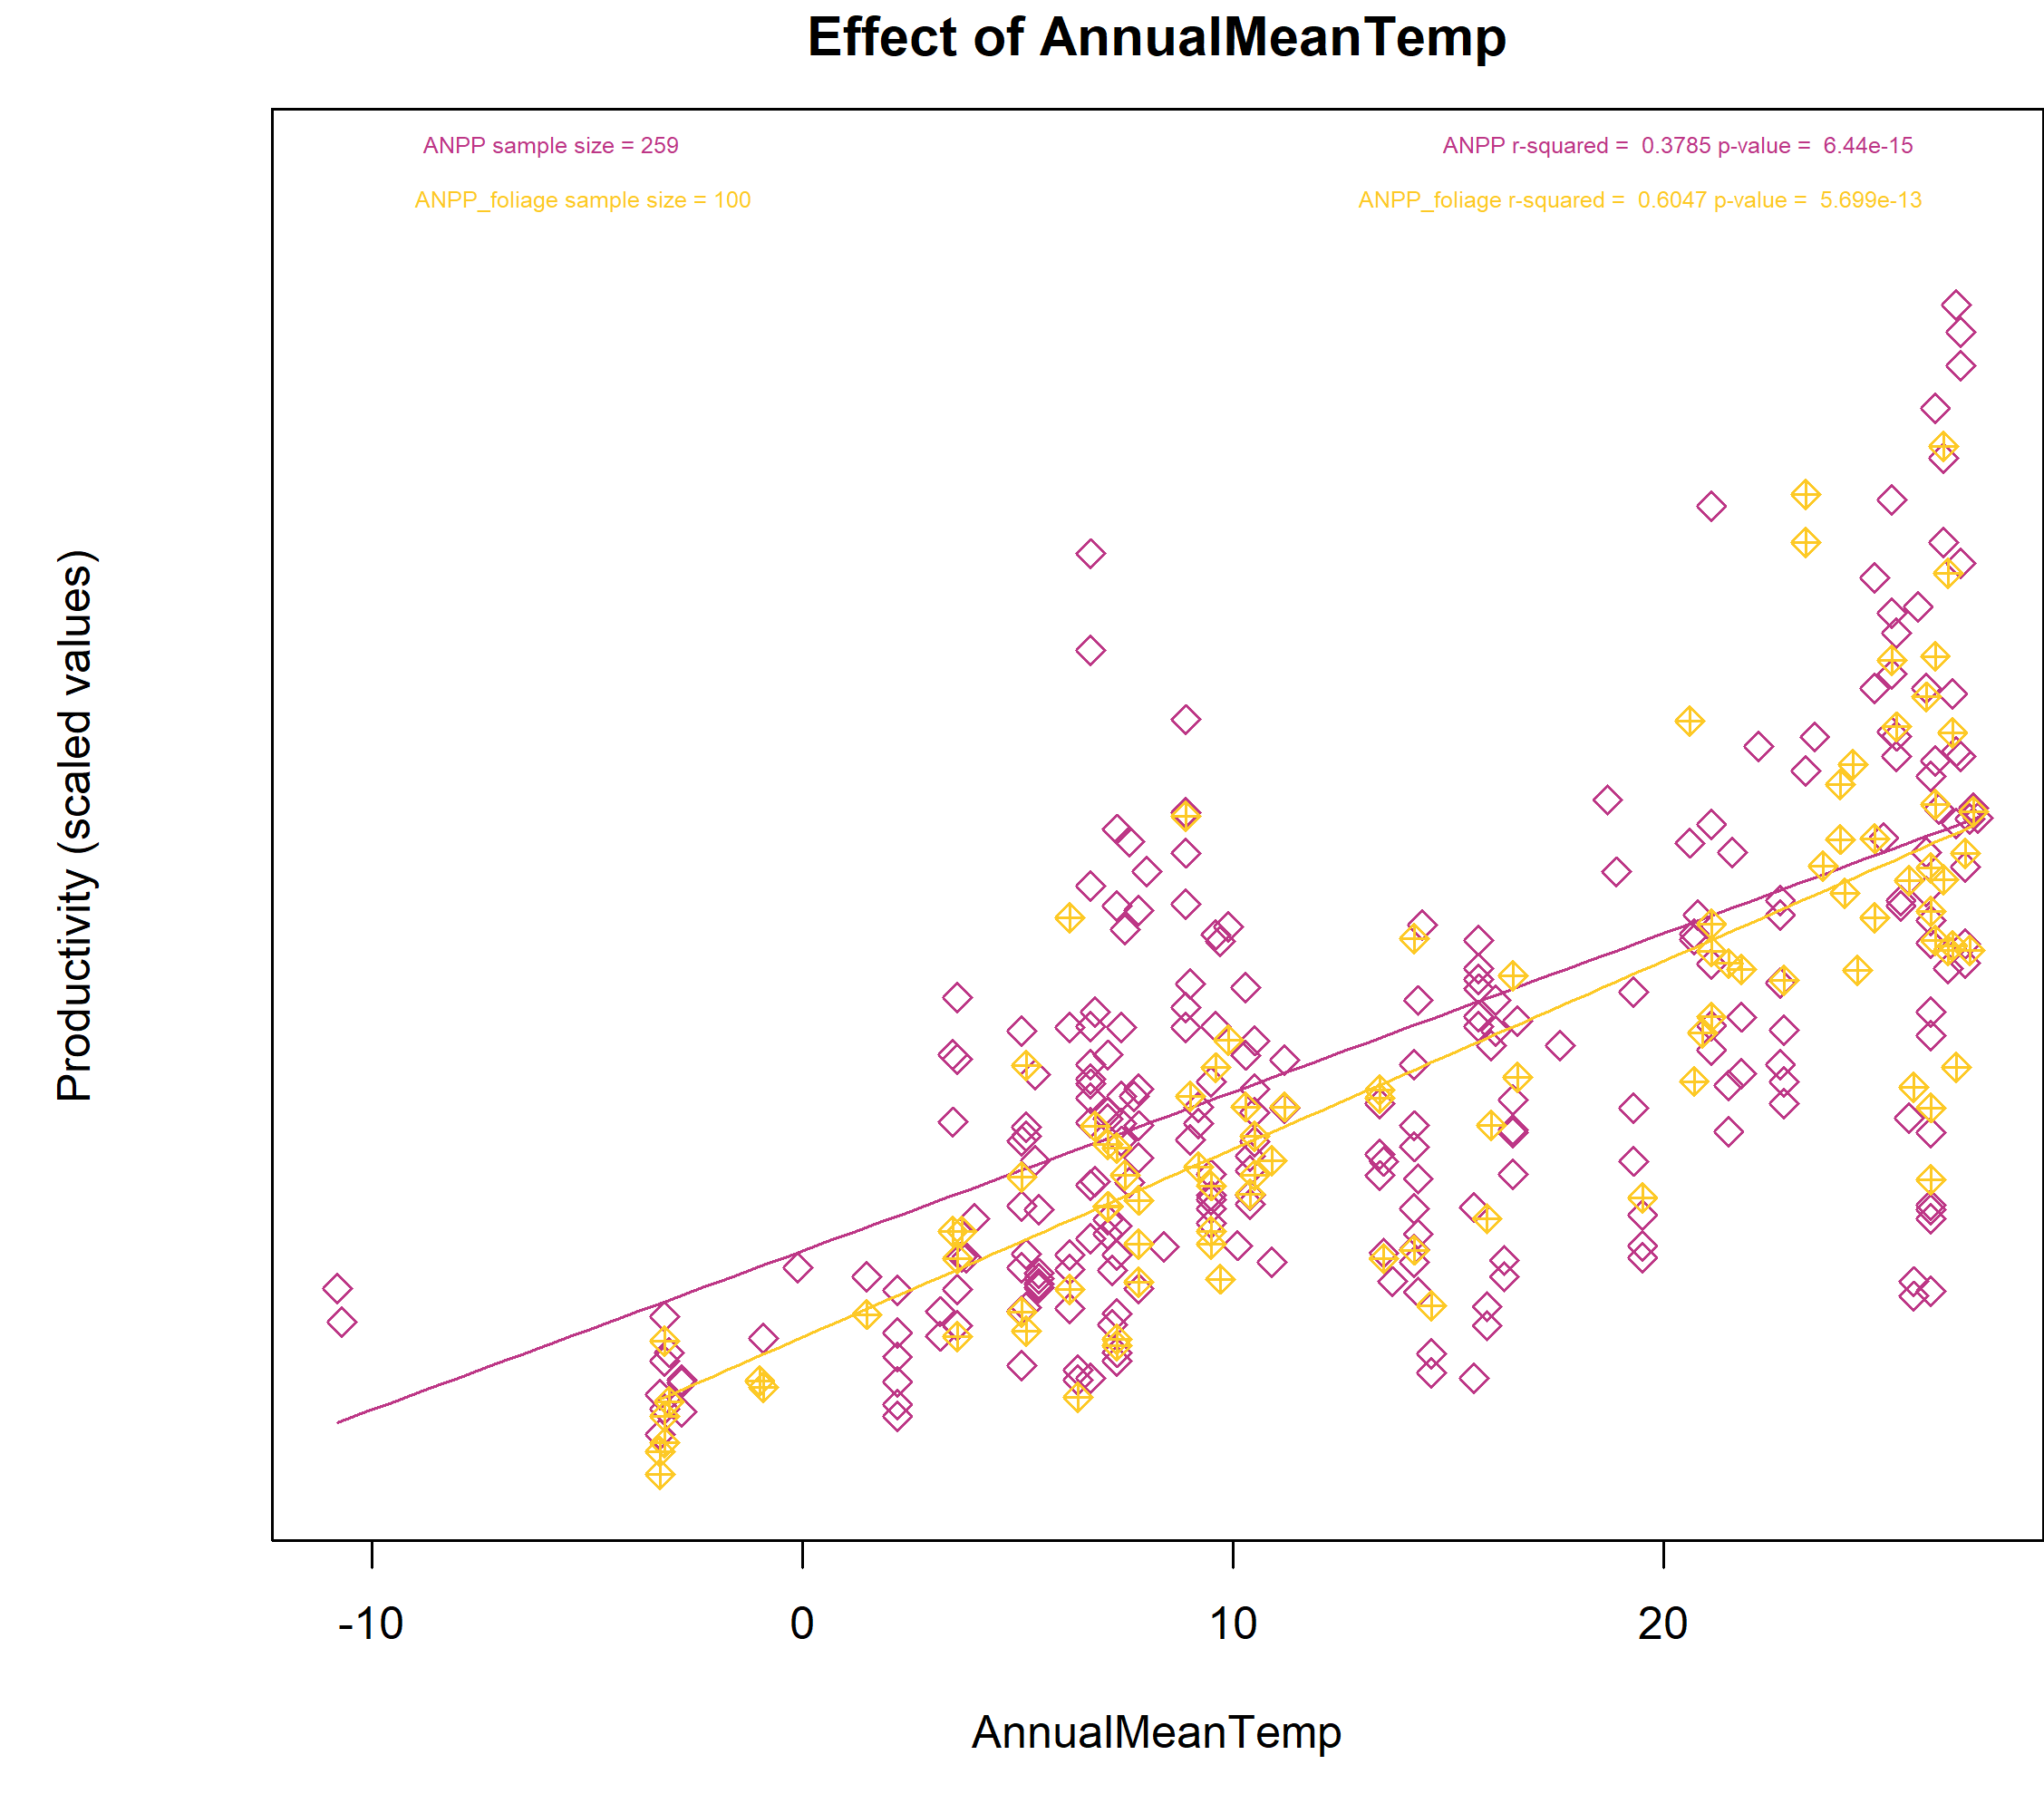 Effect of AnnualMeanTemp
ANPP sample size = 259
ANPP r-squared =  0.3785 p-value =  6.44e-15
ANPP_foliage sample size = 100
ANPP_foliage r-squared =  0.6047 p-value =  5.699e-13
Productivity (scaled values)
-10
0
10
20
AnnualMeanTemp